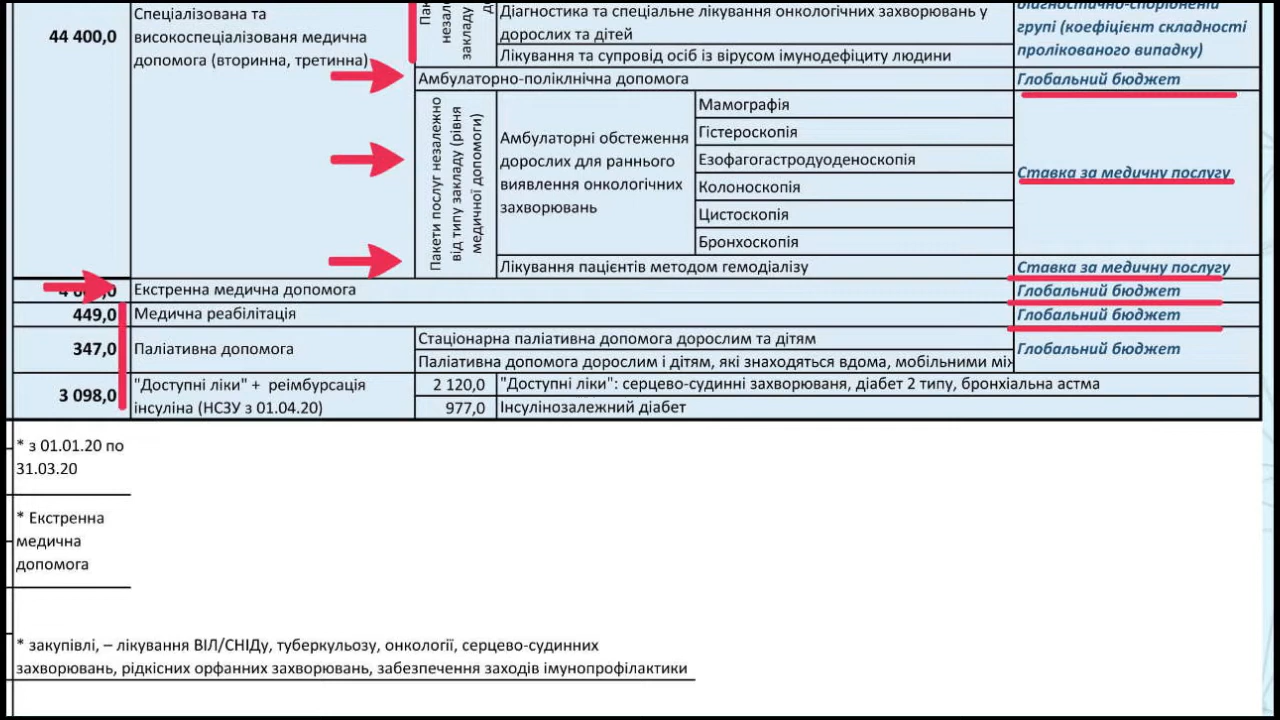 44 400,0
Спеціалізована та
високоспеціалізованя медична
допомога (вторинна, третинна)
закладу
Діагностика та спеціальне лікування онкологічних захворювань у
дорослих та дітей
Лікування та супровід осіб із вірусом імунодефіциту людини
діагностично-спорідненій
групі (коефіцієнт складності
пролікованого випадку)
Амбулаторно-поліклнічна допомога
Глобальний бюджет
Пакети послуг незалежно
від типу закладу (рівня
медичної допомоги)
Амбулаторні обстеження
дорослих для раннього
виявлення онкологічних
захворювань
Мамографія
Гістероскопія
Езофагогастродуоденоскопія
Колоноскопія
Цистоскопія
Бронхоскопія
Ставка за медичну послугу
Лікування пацієнтів методом гемодіалізу
Ставка за медичну послугу
Екстренна медична допомога
Глобальний бюджет
449,0
Медична реабілітація
Глобальний бюджет
347,0
Паліативна допомога
Стаціонарна паліативна допомога дорослим та дітям
Паліативна допомога дорослим і дітям, які знаходяться вдома, мобільними
Глобальний бюджет
3 098,0
"Доступні ліки" + реімбурсація
інсуліна (НСЗУ з 01.04.20)
2 120,0
"Доступні ліки": серцево-судинні захворюваня, діабет 2 типу, бронхіальна астма
977,0
Інсулінозалежний діабет
* з 01.01.20 по
31.03.20
* Екстренна
медична
допомога
* закупівлі, – лікування ВІЛ/СНІДу, туберкульозу, онкології, серцево-судинних
захворювань, рідкісних орфанних захворювань, забезпечення заходів імунопрофілактики